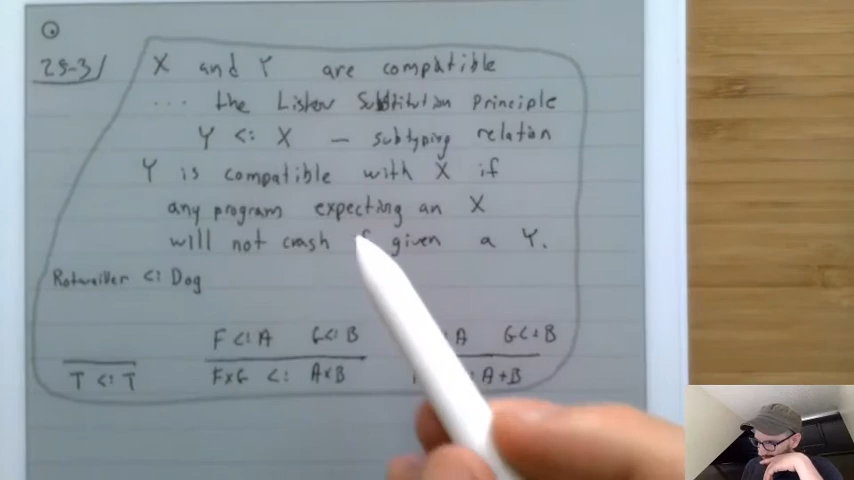 25-3/ X and Y are compatible
... the Liskov Substitution Principle
Y <: X — subtyping relation
Y is compatible with X if
any program expecting an X
will not crash given a Y.
Rotweiller <: Dog
F <: A G <: B A G <: B
T <: T F×G <: A×B : A+B